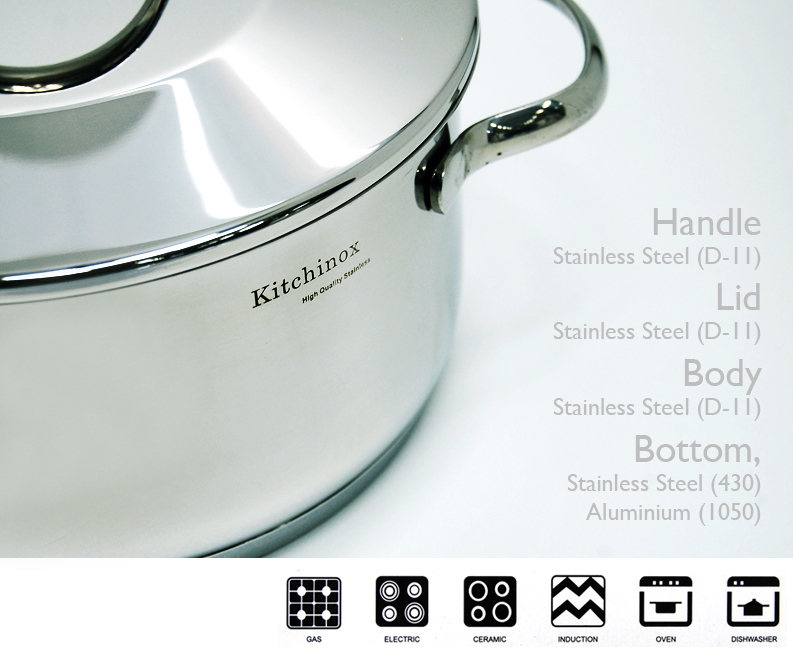 Kitchinox
High Quality Stainless
Handle
Stainless Steel (D-11)
Lid
Stainless Steel (D-11)
Body
Stainless Steel (D-11)
Bottom,
Stainless Steel (430)
Aluminium (1050)
GAS
ELECTRIC
CERAMIC
INDUCTION
OVEN
DISHWASHER